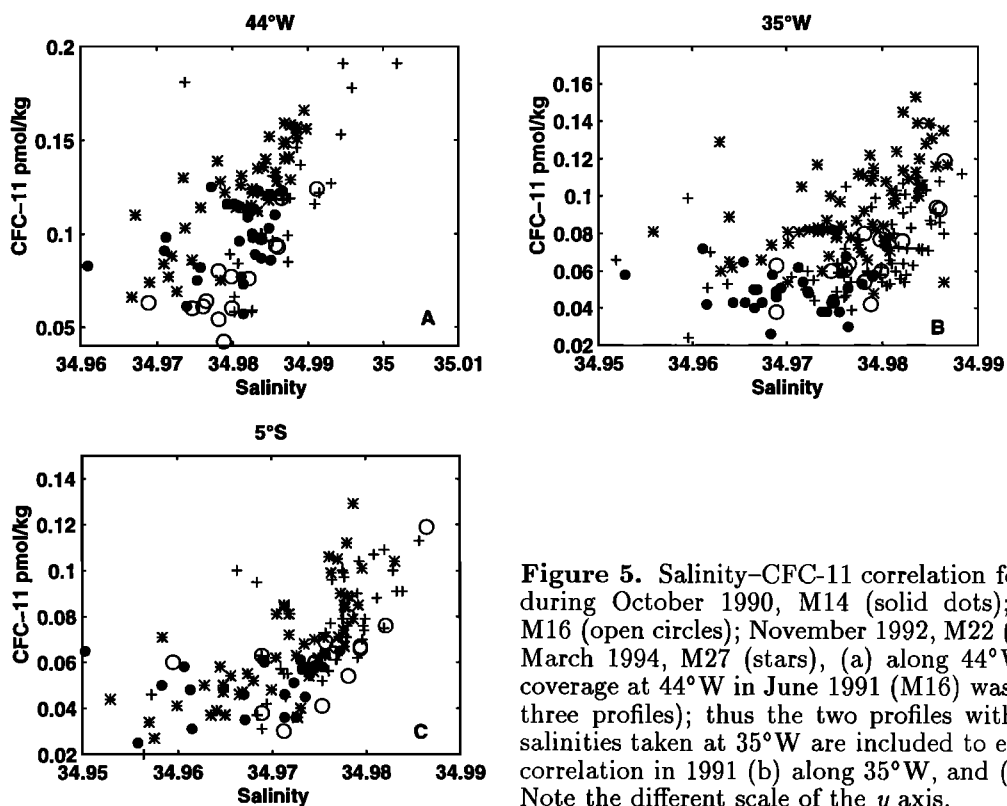 44°W
0.2
0.15
0.1
0.05
CFC–11 pmol/kg
34.96
34.97
34.98
34.99
35
35.01
Salinity
A
35°W
0.16
0.14
0.12
0.1
0.08
0.06
0.04
0.02
CFC–11 pmol/kg
34.95
34.96
34.97
34.98
34.99
Salinity
B
5°S
0.14
0.12
0.1
0.08
0.06
0.04
0.02
CFC–11 pmol/kg
34.95
34.96
34.97
34.98
34.99
Salinity
C
Figure 5. Salinity–CFC-11 correlation
during October 1990, M14 (solid dots);
M16 (open circles); November 1992, M22
March 1994, M27 (stars), (a) along 44°W
coverage at 44°W in June 1991 (M16) was
three profiles); thus the two profiles with
salinities taken at 35°W are included to
correlation in 1991 (b) along 35°W, and
Note the different scale of the y axis.